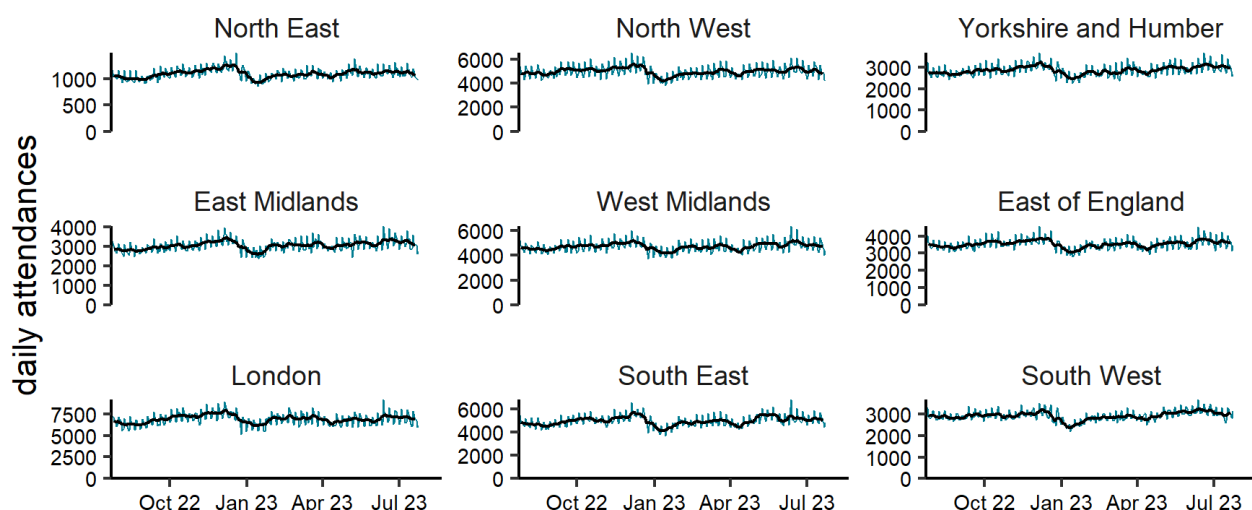 North East
North West
Yorkshire and Humber
1000
500
0
6000
4000
2000
0
3000
2000
1000
0
daily attendances
East Midlands
West Midlands
East of England
4000
3000
2000
1000
0
6000
4000
2000
0
4000
3000
2000
1000
0
London
South East
South West
7500
5000
2500
0
6000
4000
2000
0
3000
2000
1000
0
Oct 22 Jan 23 Apr 23 Jul 23
Oct 22 Jan 23 Apr 23 Jul 23
Oct 22 Jan 23 Apr 23 Jul 23